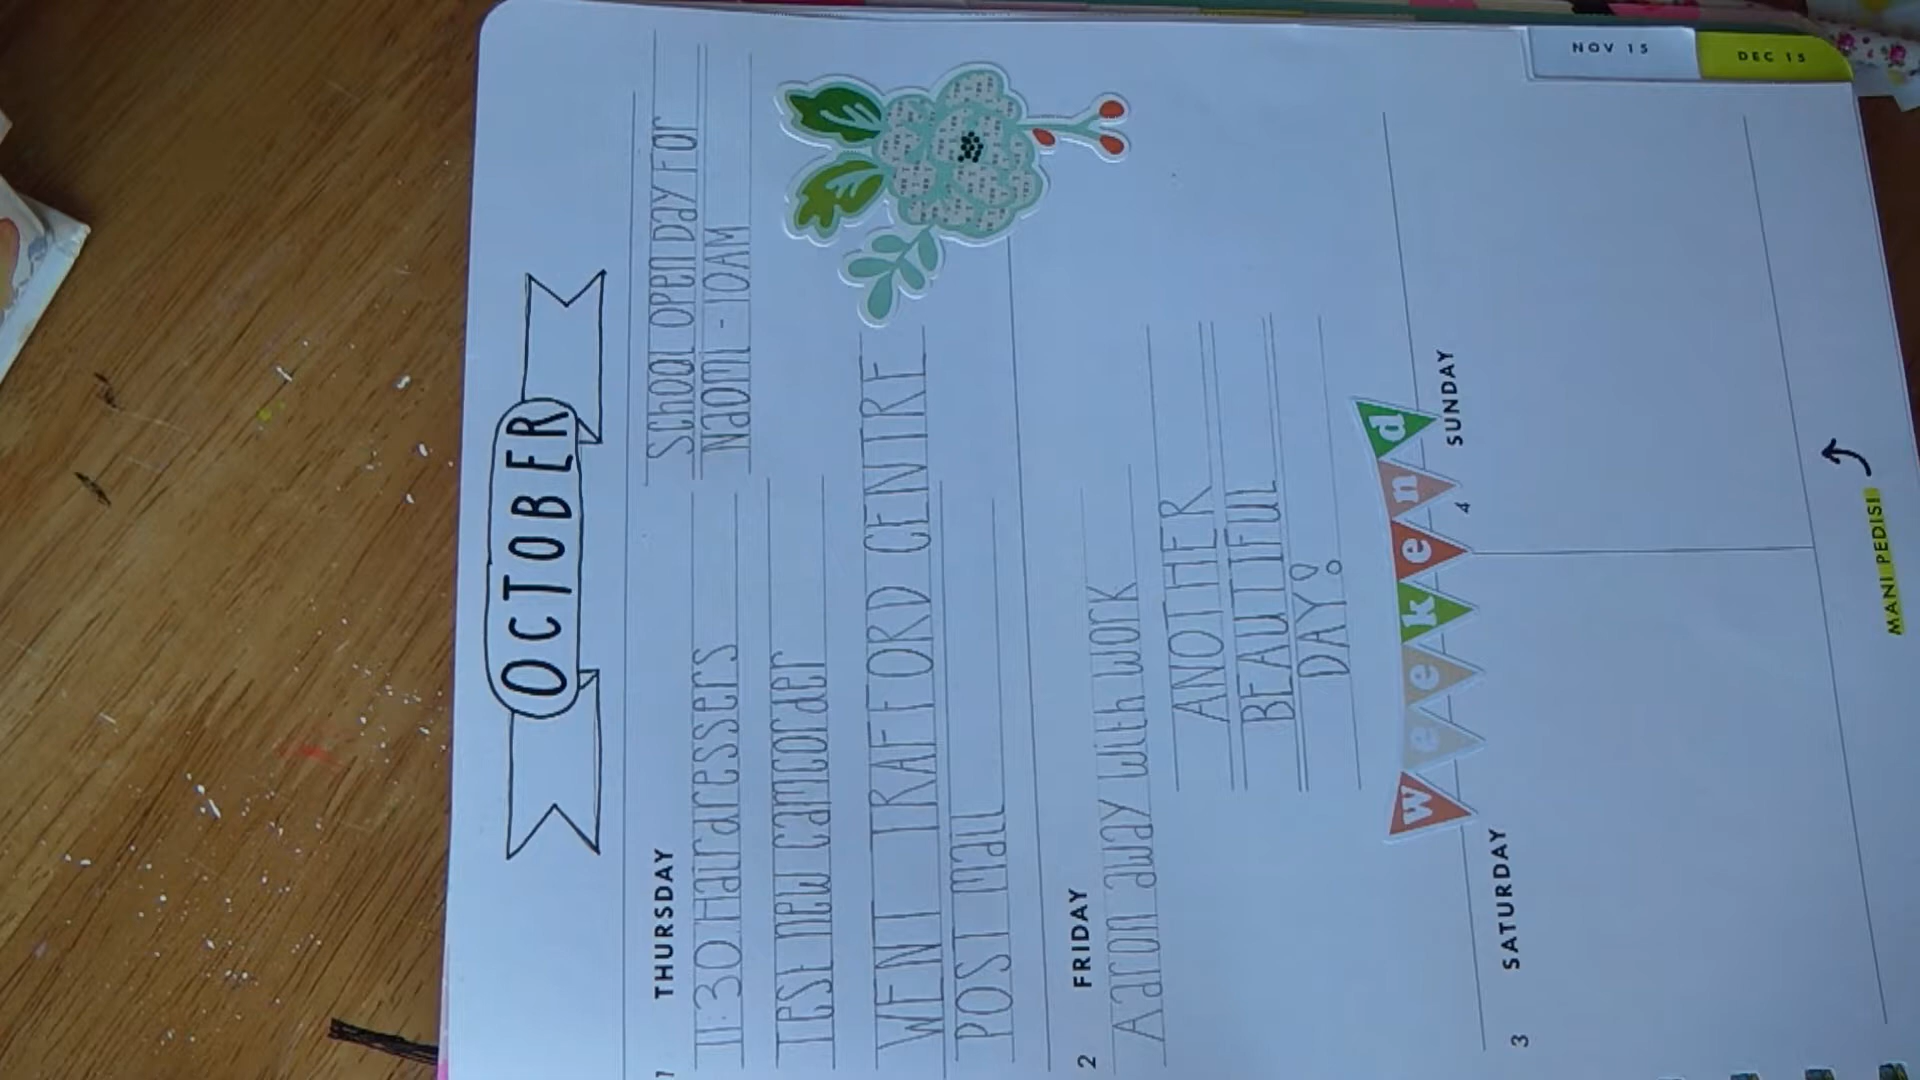 NOV 15
DEC 15
OCTOBER
1 THURSDAY
SCHOOL OPEN DAY FOR
NAOMI - 10AM
11:30 HAIRDRESSERS
TEST NEW CAMCORDER
WENT TRAFFORD CENTRE
POST MAIL
2 FRIDAY
AARON AWAY WITH WORK
ANOTHER
BEAUTIFUL
DAY!
weekend
3 SATURDAY
4 SUNDAY
MANI PEDIS!